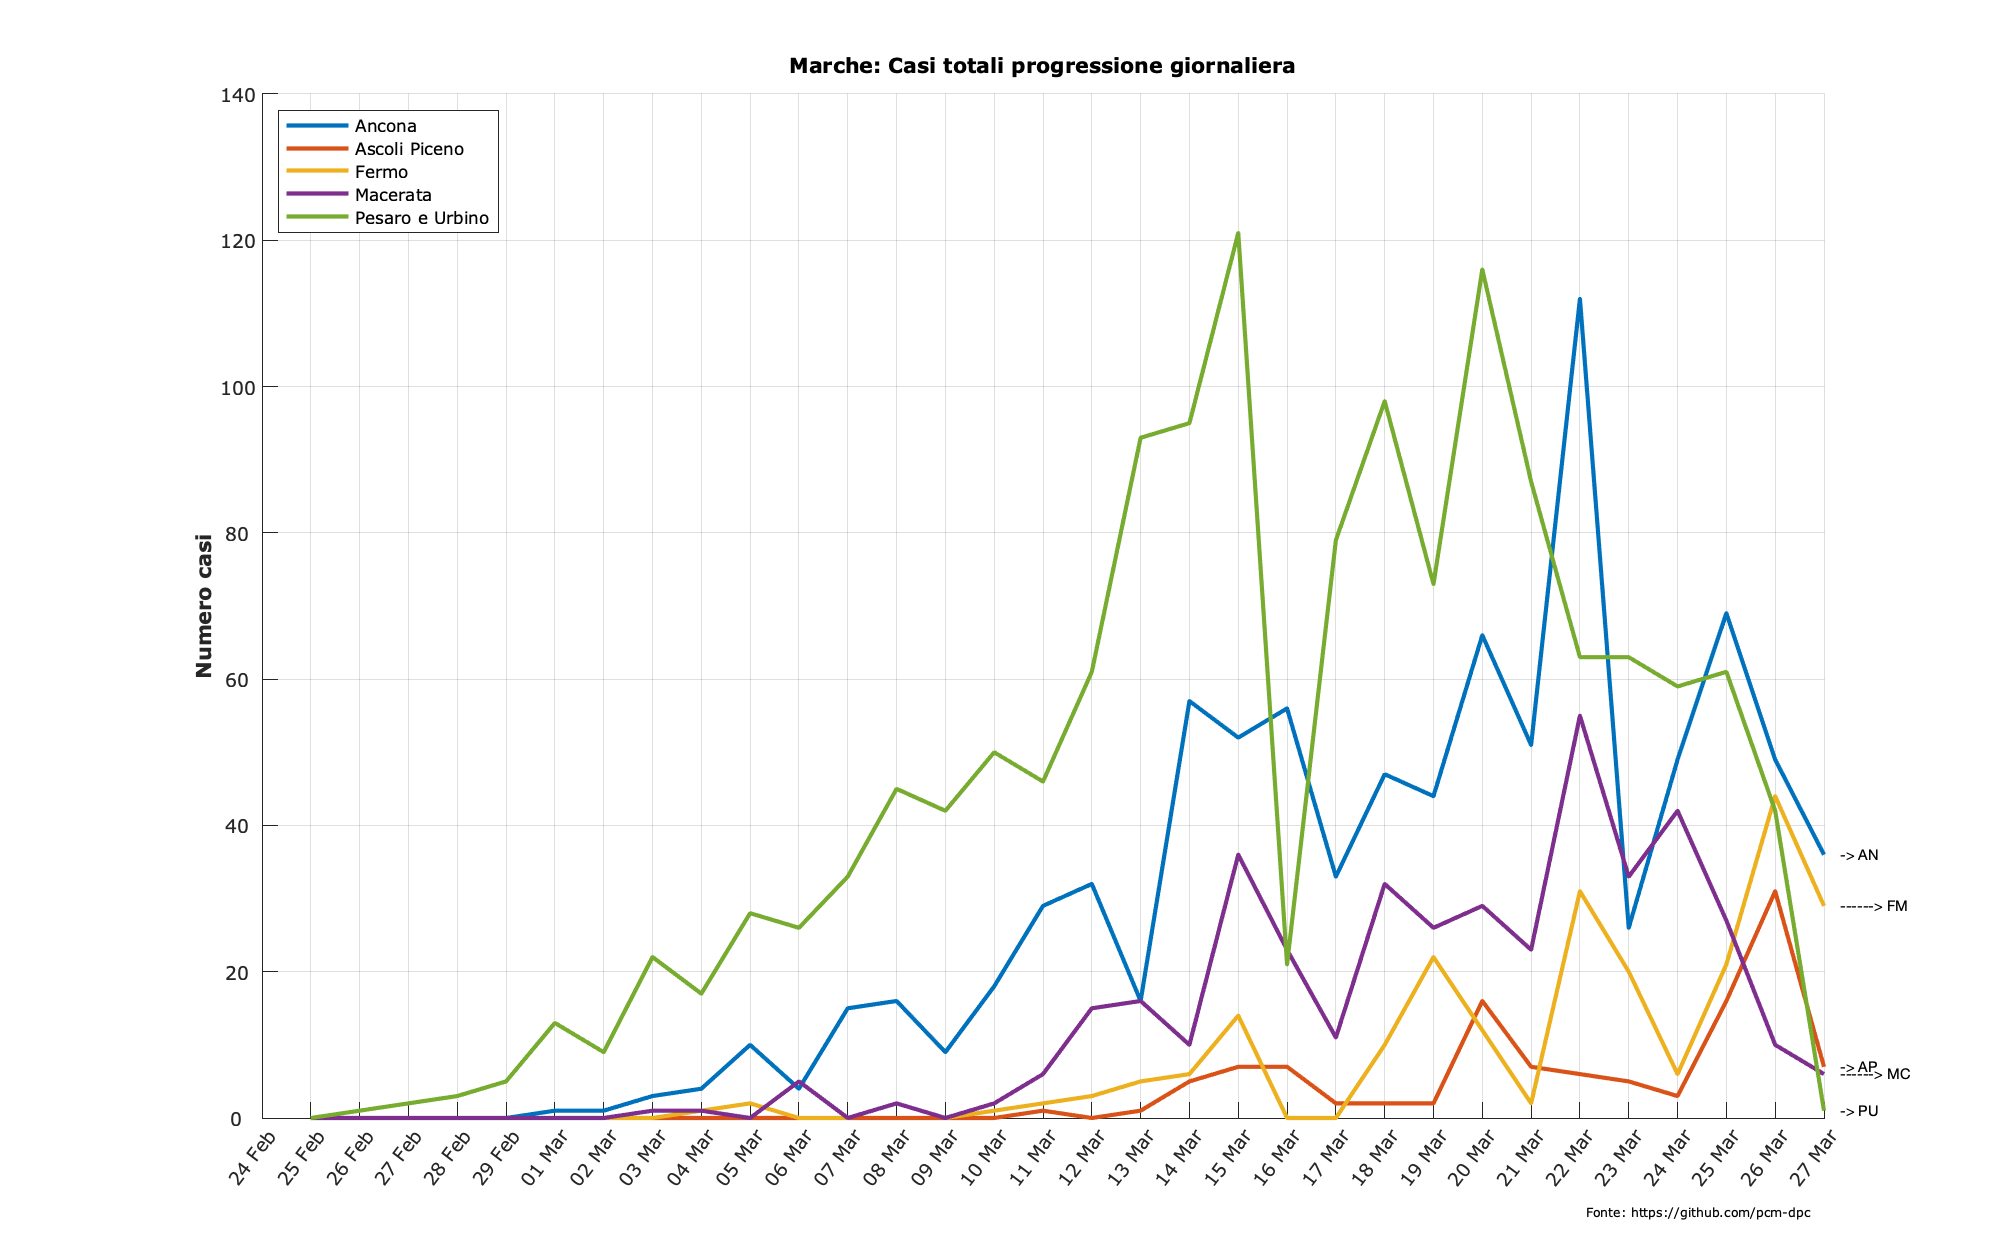 Marche: Casi totali progressione giornaliera
140
120
100
80
60
40
20
0
Numero casi
Ancona
Ascoli Piceno
Fermo
Macerata
Pesaro e Urbino
-> AN
------> FM
-> AP
------> MC
-> PU
24 Feb
25 Feb
26 Feb
27 Feb
28 Feb
29 Feb
01 Mar
02 Mar
03 Mar
04 Mar
05 Mar
06 Mar
07 Mar
08 Mar
09 Mar
10 Mar
11 Mar
12 Mar
13 Mar
14 Mar
15 Mar
16 Mar
17 Mar
18 Mar
19 Mar
20 Mar
21 Mar
22 Mar
23 Mar
24 Mar
25 Mar
26 Mar
27 Mar
Fonte: https://github.com/pcm-dpc